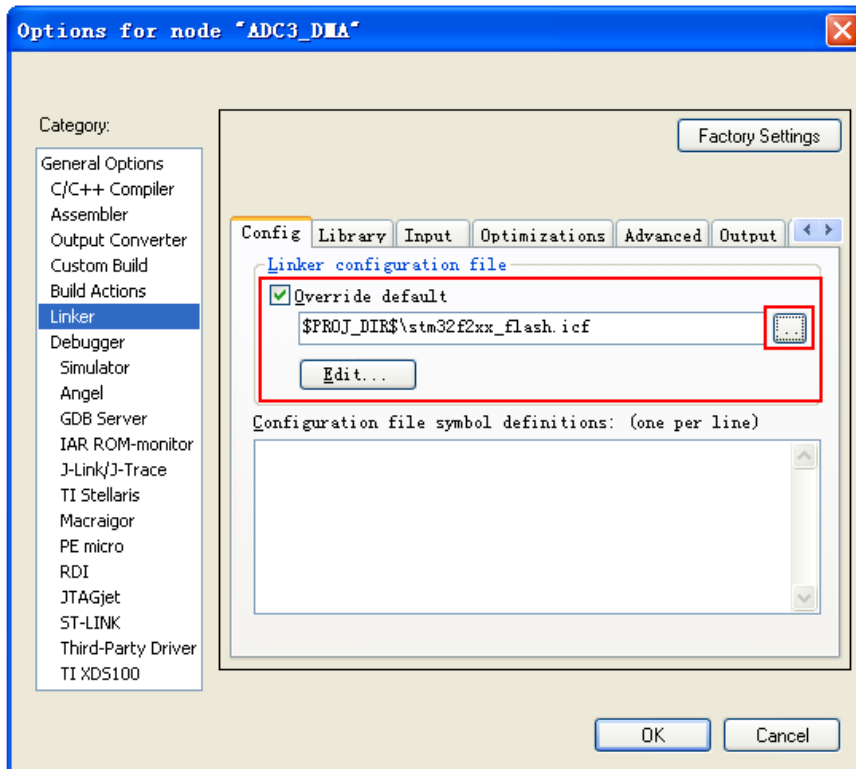 Options for node "ADC3_DMA"
Category:
Factory Settings
General Options
C/C++ Compiler
Assembler
Output Converter
Custom Build
Build Actions
Linker
Debugger
Simulator
Angel
GDB Server
IAR ROM-monitor
J-Link/J-Trace
TI Stellaris
Macraigor
PE micro
RDI
JTAGjet
ST-LINK
Third-Party Driver
TI XDS100
Config Library Input Optimizations Advanced Output
Linker configuration file
Override default
$PROJ_DIR$\stm32f2xx_flash.icf
..
Edit...
Configuration file symbol definitions: (one per line)
OK Cancel